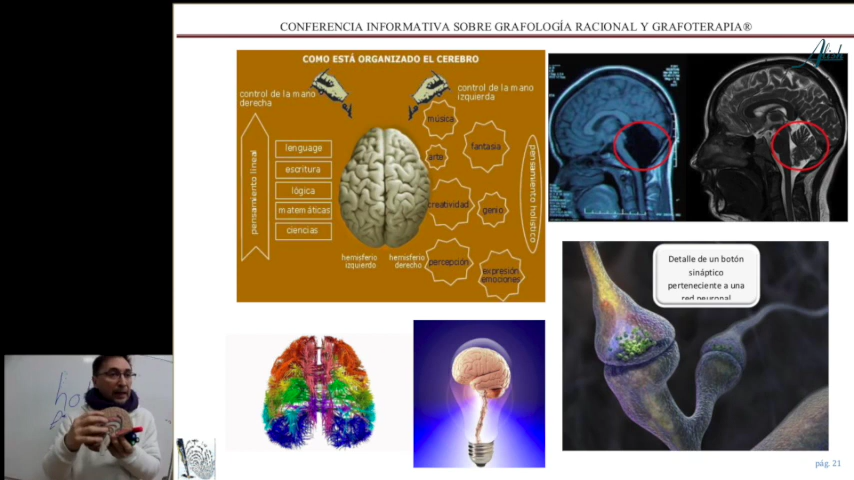 CONFERENCIA INFORMATIVA SOBRE GRAFOLOGÍA RACIONAL Y GRAFOTERAPIA®
Alisk
COMO ESTÁ ORGANIZADO EL CEREBRO
control de la mano
derecha
control de la mano
izquierda
pensamiento lineal
lenguage
escritura
lógica
matemáticas
ciencias
música
arte
fantasía
creatividad
genio
percepción
expresión
emociones
pensamiento holístico
hemisferio
izquierdo
hemisferio
derecho
Detalle de un botón
sináptico
perteneciente a una
red neuronal
ho
pág. 21